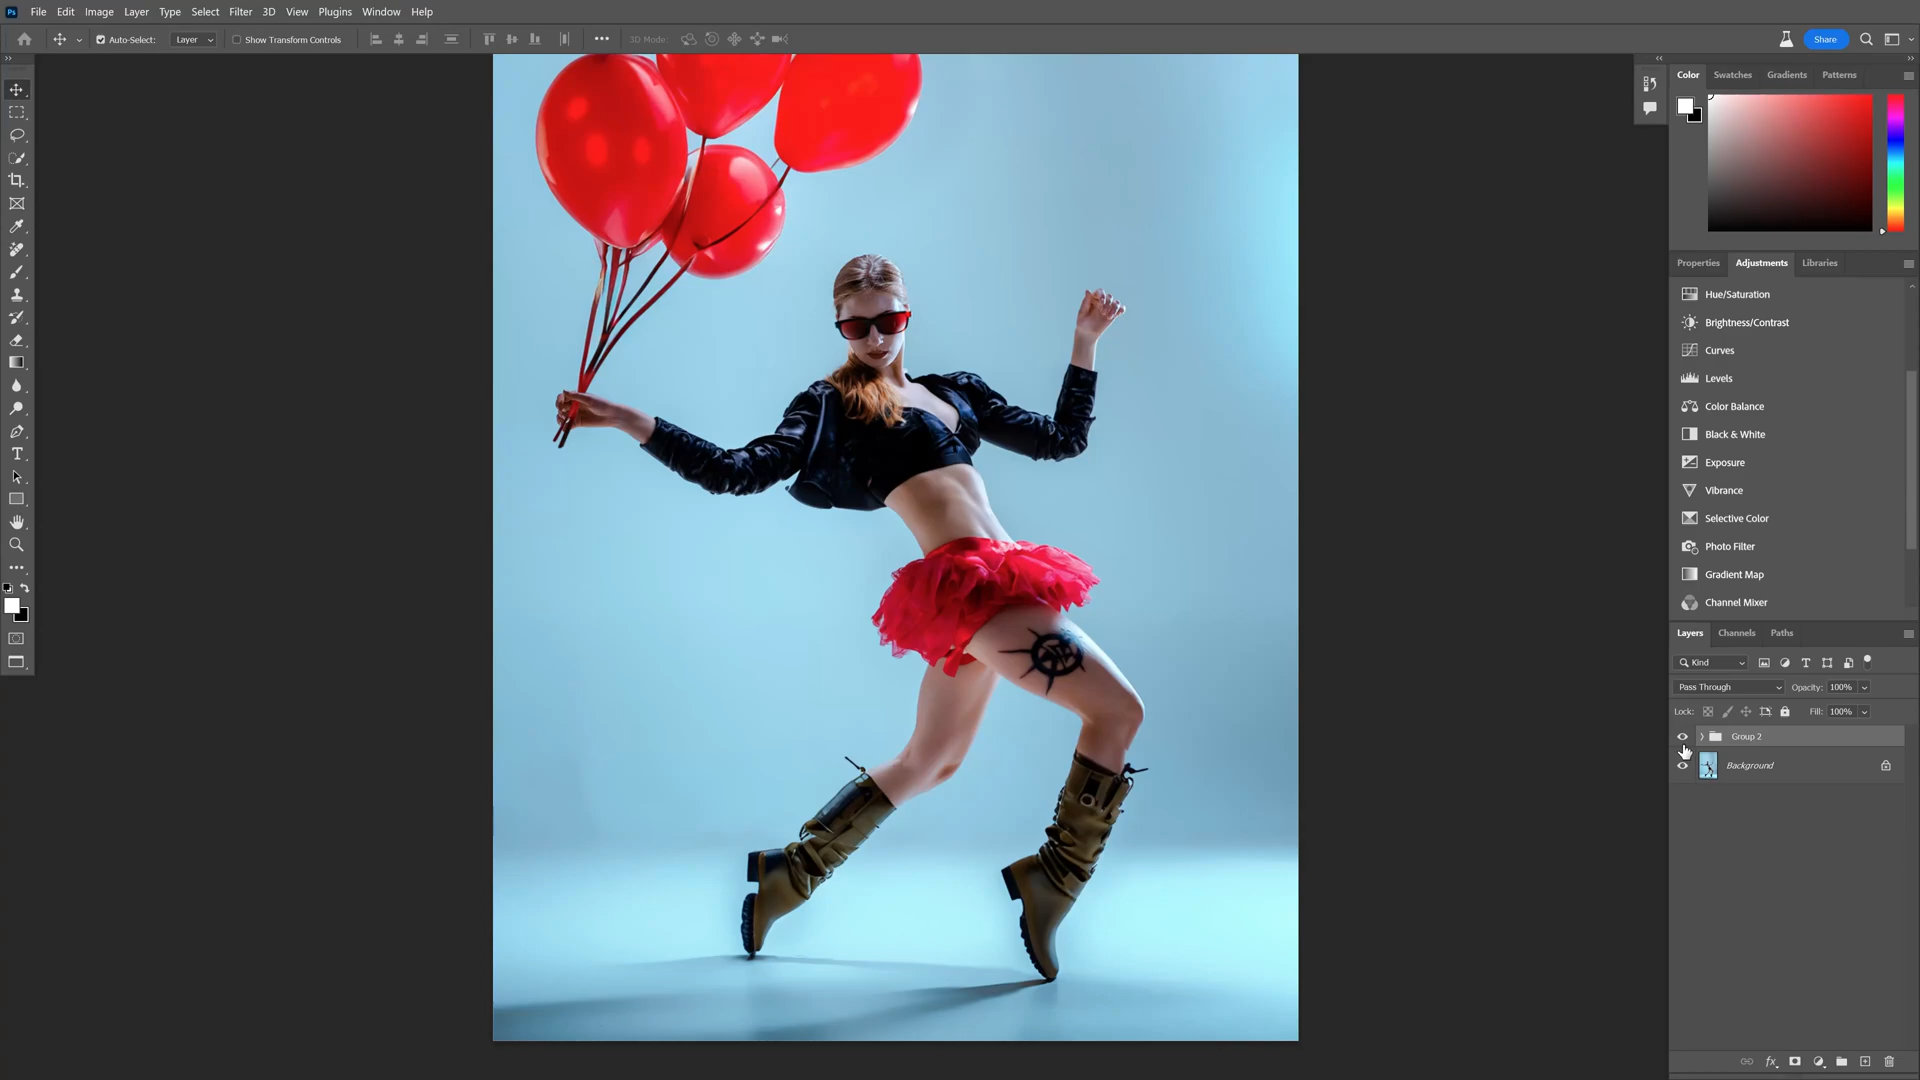 Ps File Edit Image Layer Type Select Filter 3D View Plugins Window Help
Auto-Select: Layer Show Transform Controls 3D Mode: Share
Color Swatches Gradients Patterns
Properties Adjustments Libraries
Hue/Saturation
Brightness/Contrast
Curves
Levels
Color Balance
Black & White
Exposure
Vibrance
Selective Color
Photo Filter
Gradient Map
Channel Mixer
Layers Channels Paths
Kind
Pass Through Opacity: 100%
Lock: Fill: 100%
Group 2
Background
fx